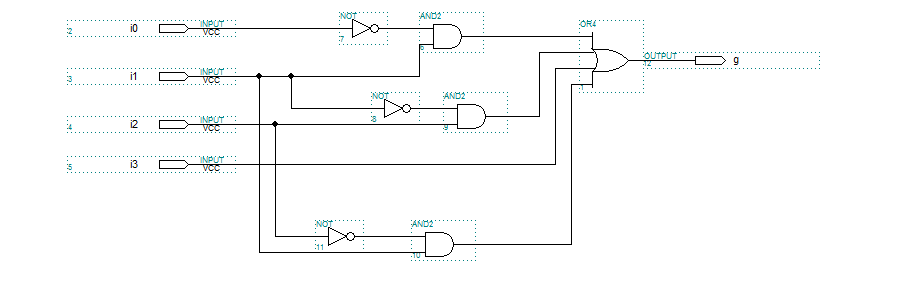 NOT
7
AND2
6
OR4
1
2
i0
INPUT
VCC
3
i1
INPUT
VCC
OUTPUT
12
g
NOT
8
AND2
9
4
i2
INPUT
VCC
5
i3
INPUT
VCC
NOT
11
AND2
10